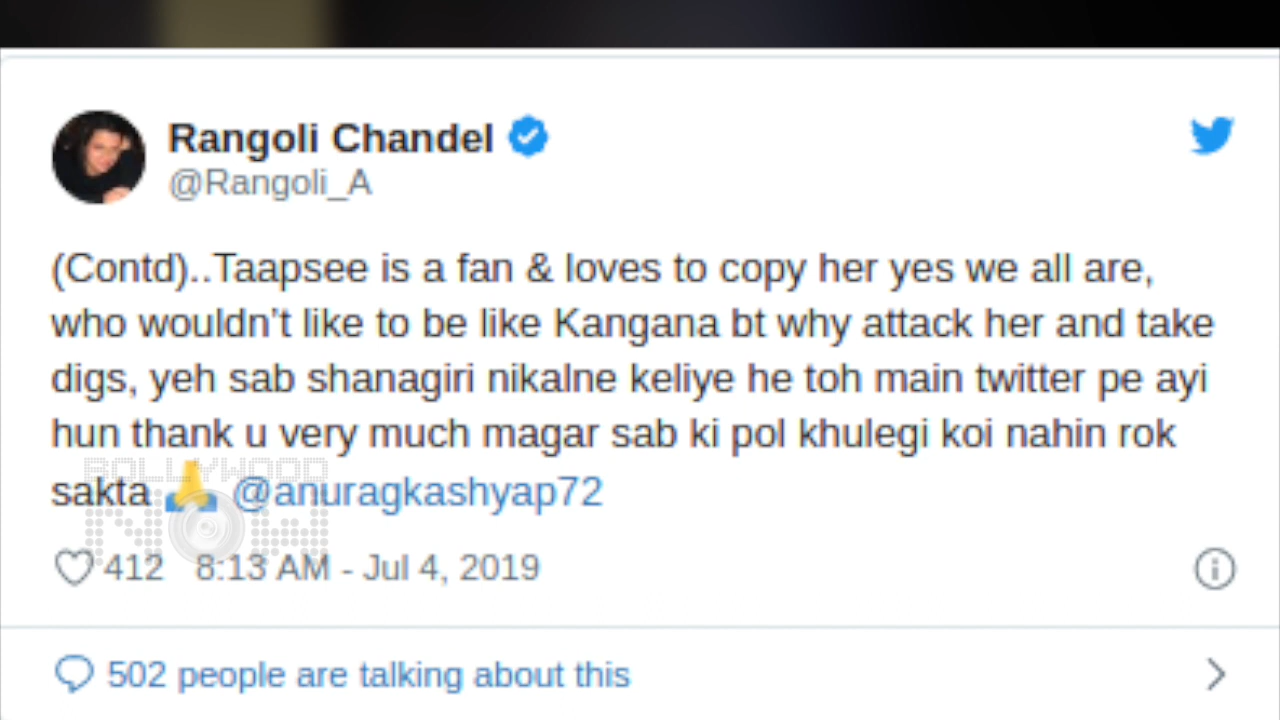 Rangoli Chandel
@Rangoli_A
(Contd)..Taapsee is a fan & loves to copy her yes we all are,
who wouldn't like to be like Kangana bt why attack her and take
digs, yeh sab shanagiri nikalne keliye he toh main twitter pe ayi
hun thank u very much magar sab ki pol khulegi koi nahin rok
sakta 🙏 @anuragkashyap72
BOLLYWOOD
NOW
412 8:13 AM - Jul 4, 2019
502 people are talking about this